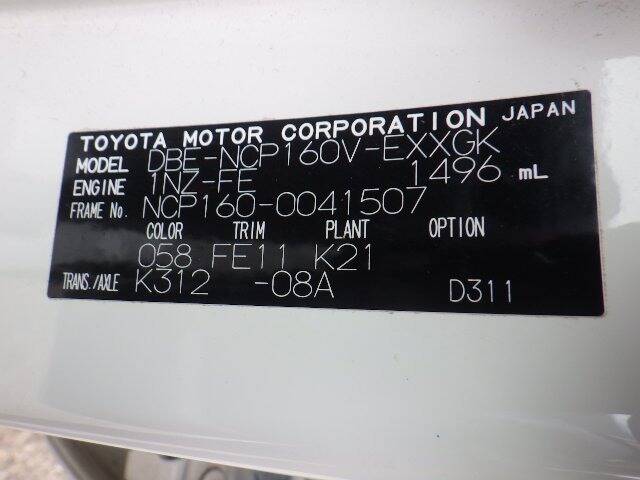 TOYOTA MOTOR CORPORATION JAPAN
MODEL DBE-NCP160V-EXXGK
ENGINE 1NZ-FE 1496 mL
FRAME No. NCP160-0041507
COLOR TRIM PLANT OPTION
058 FE11 K21
TRANS./AXLE K312 -08A D311